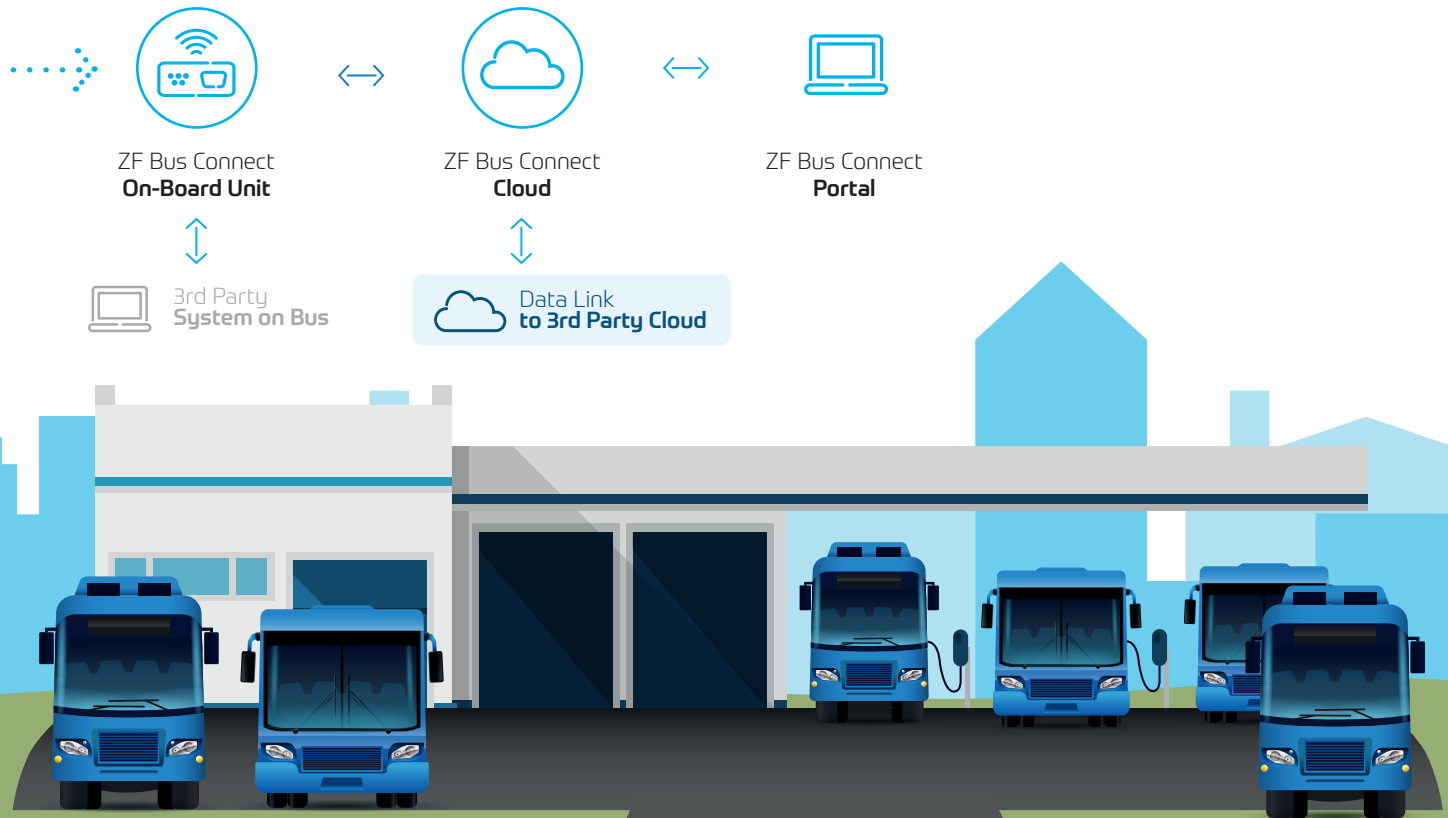 ZF Bus Connect
On-Board Unit
ZF Bus Connect
Cloud
ZF Bus Connect
Portal
3rd Party
System on Bus
Data Link
to 3rd Party Cloud